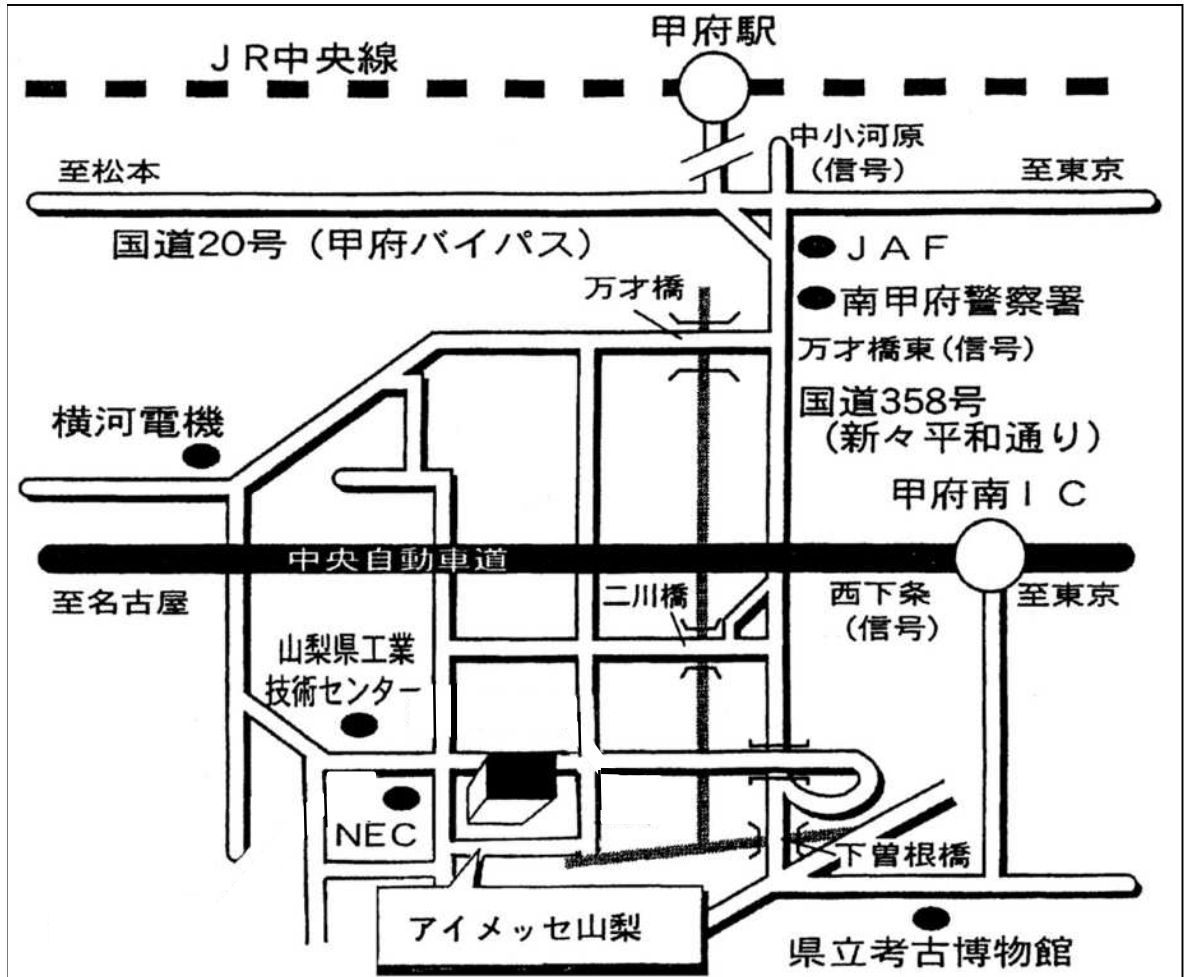 甲府駅
ＪＲ中央線
中小河原
(信号)
至松本
至東京
国道20号（甲府バイパス）
ＪＡＦ
万才橋
南甲府警察署
万才橋東(信号)
国道358号
(新々平和通り)
横河電機
甲府南ＩＣ
中央自動車道
至名古屋
二川橋
西下条
(信号)
至東京
山梨県工業
技術センター
NEC
下曽根橋
アイメッセ山梨
県立考古博物館